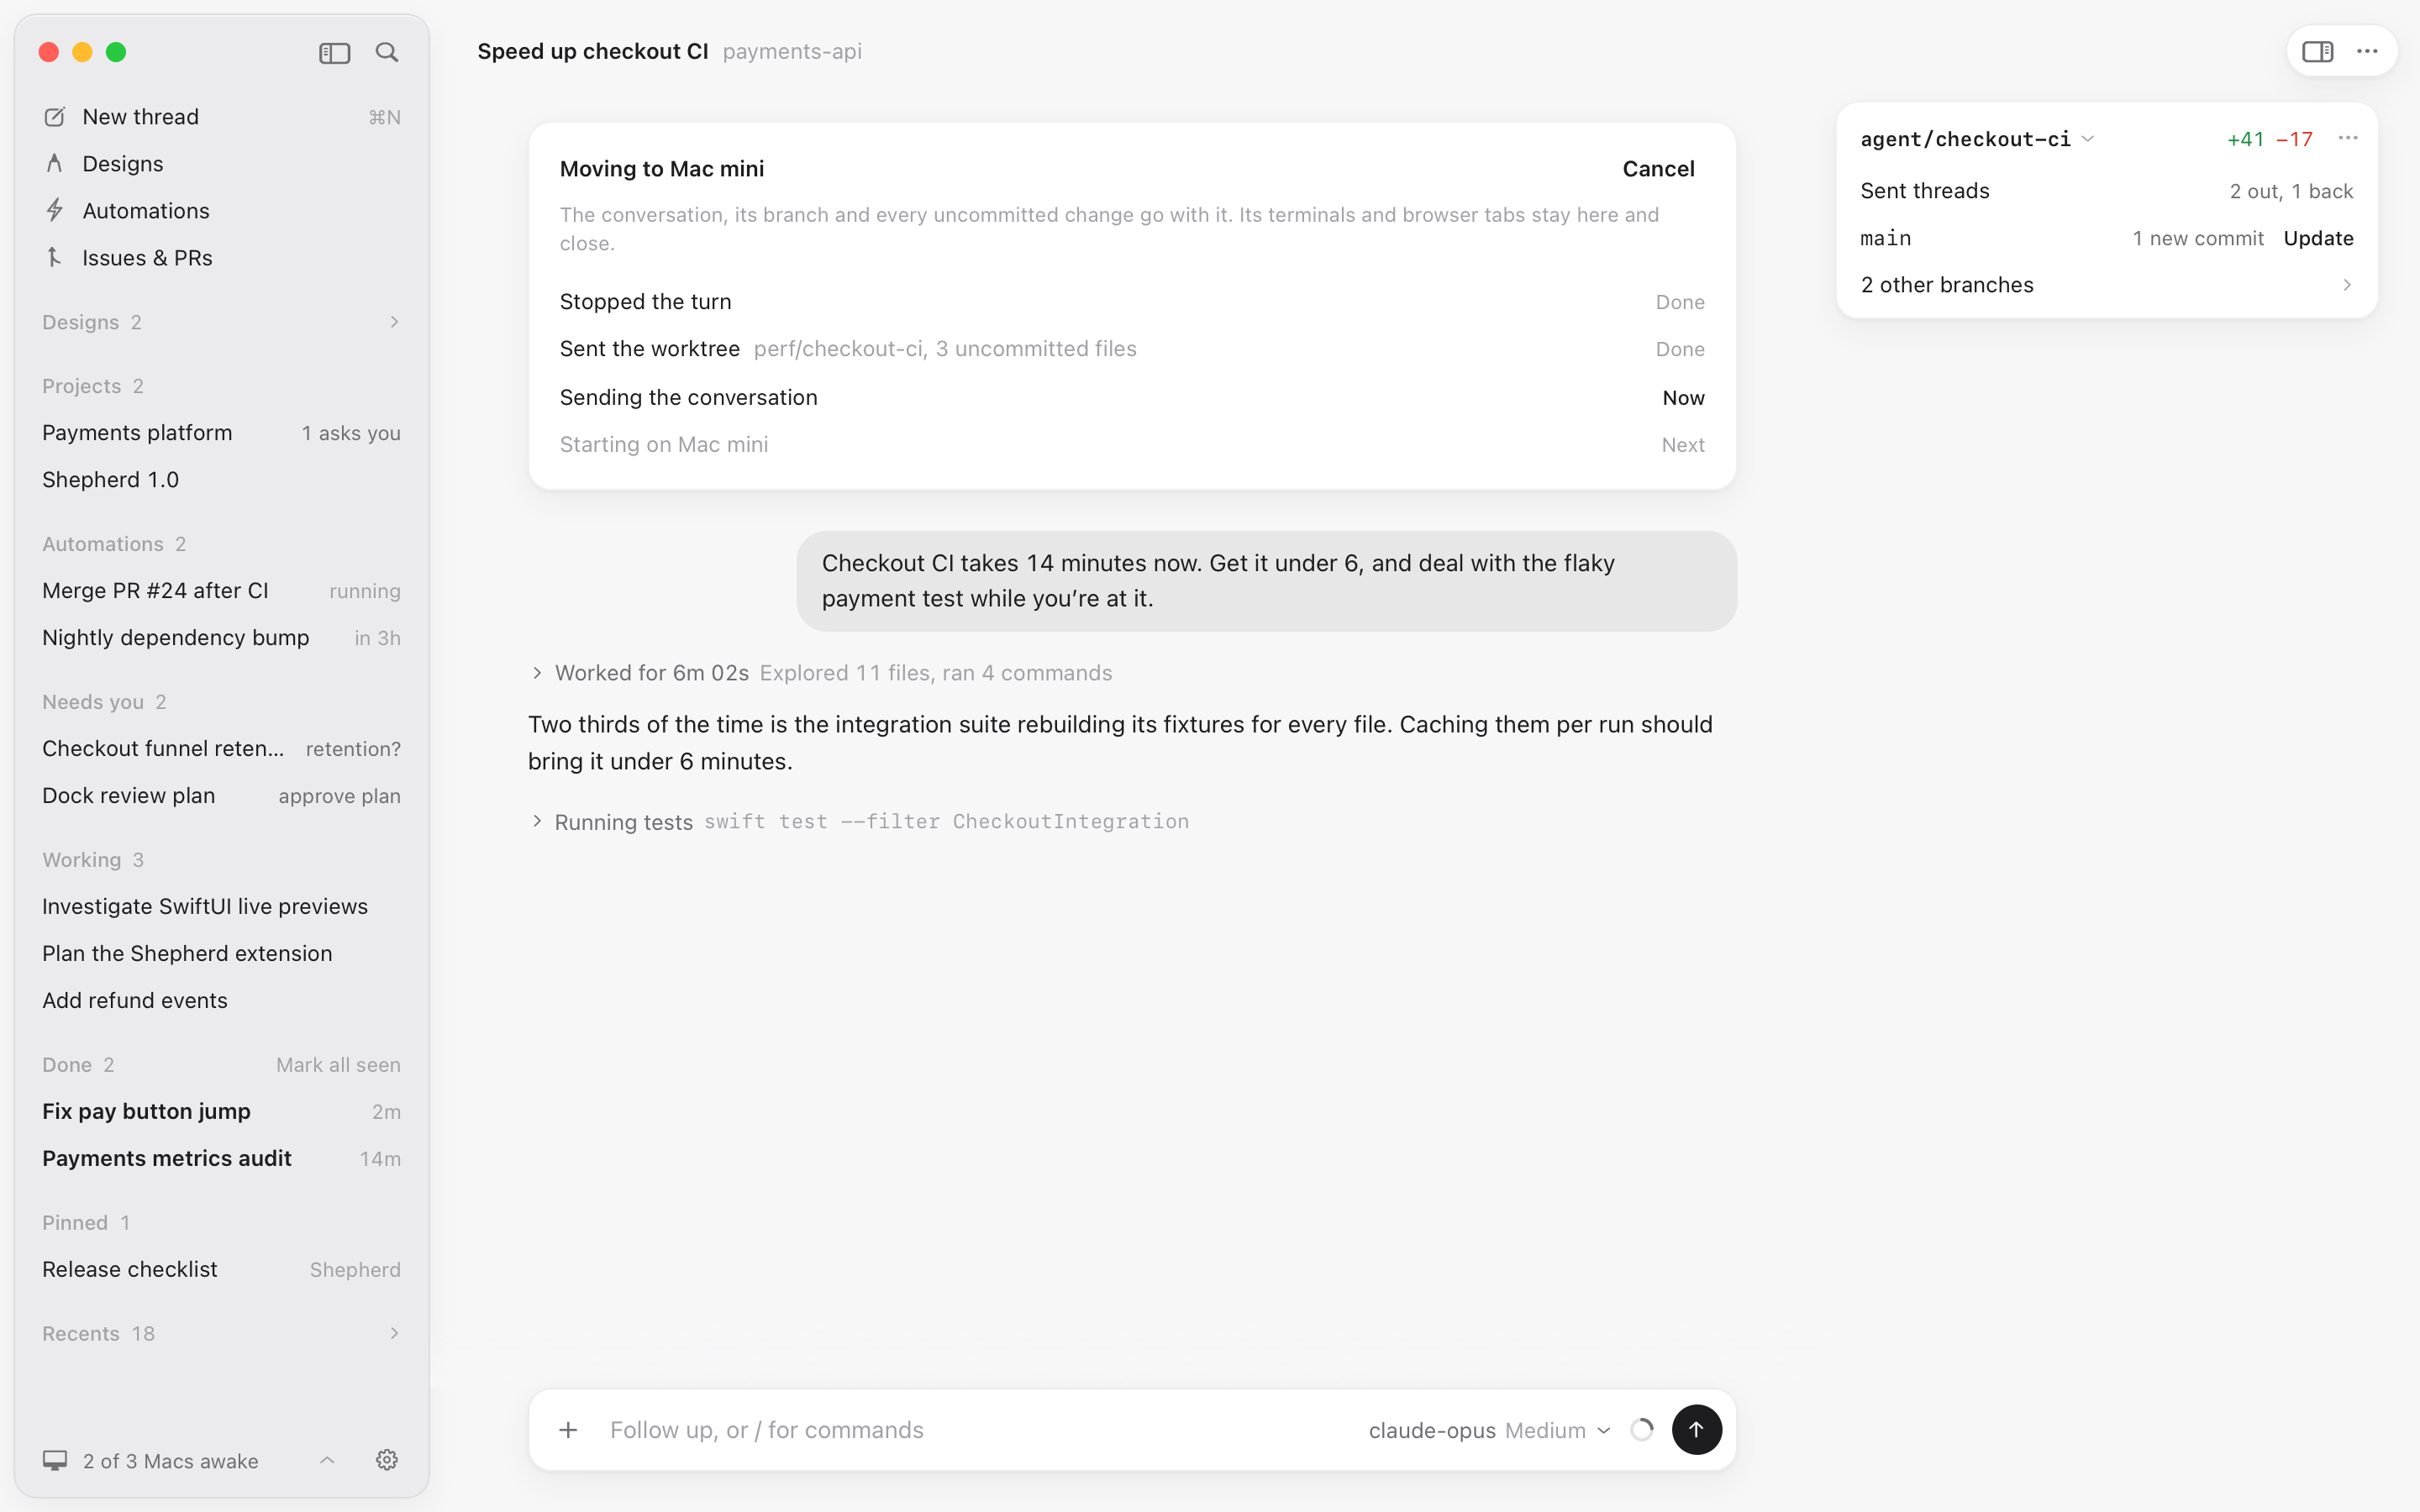 New thread ⌘N
Designs
Automations
Issues & PRs
Designs 2
Projects 2
Payments platform 1 asks you
Shepherd 1.0
Automations 2
Merge PR #24 after CI running
Nightly dependency bump in 3h
Needs you 2
Checkout funnel reten... retention?
Dock review plan approve plan
Working 3
Investigate SwiftUI live previews
Plan the Shepherd extension
Add refund events
Done 2 Mark all seen
Fix pay button jump 2m
Payments metrics audit 14m
Pinned 1
Release checklist Shepherd
Recents 18
2 of 3 Macs awake
Speed up checkout CI payments-api
Moving to Mac mini Cancel
The conversation, its branch and every uncommitted change go with it. Its terminals and browser tabs stay here and
close.
Stopped the turn Done
Sent the worktree perf/checkout-ci, 3 uncommitted files Done
Sending the conversation Now
Starting on Mac mini Next
Checkout CI takes 14 minutes now. Get it under 6, and deal with the flaky
payment test while you’re at it.
Worked for 6m 02s Explored 11 files, ran 4 commands
Two thirds of the time is the integration suite rebuilding its fixtures for every file. Caching them per run should
bring it under 6 minutes.
Running tests swift test --filter CheckoutIntegration
Follow up, or / for commands claude-opus Medium
agent/checkout-ci +41 −17
Sent threads 2 out, 1 back
main 1 new commit Update
2 other branches